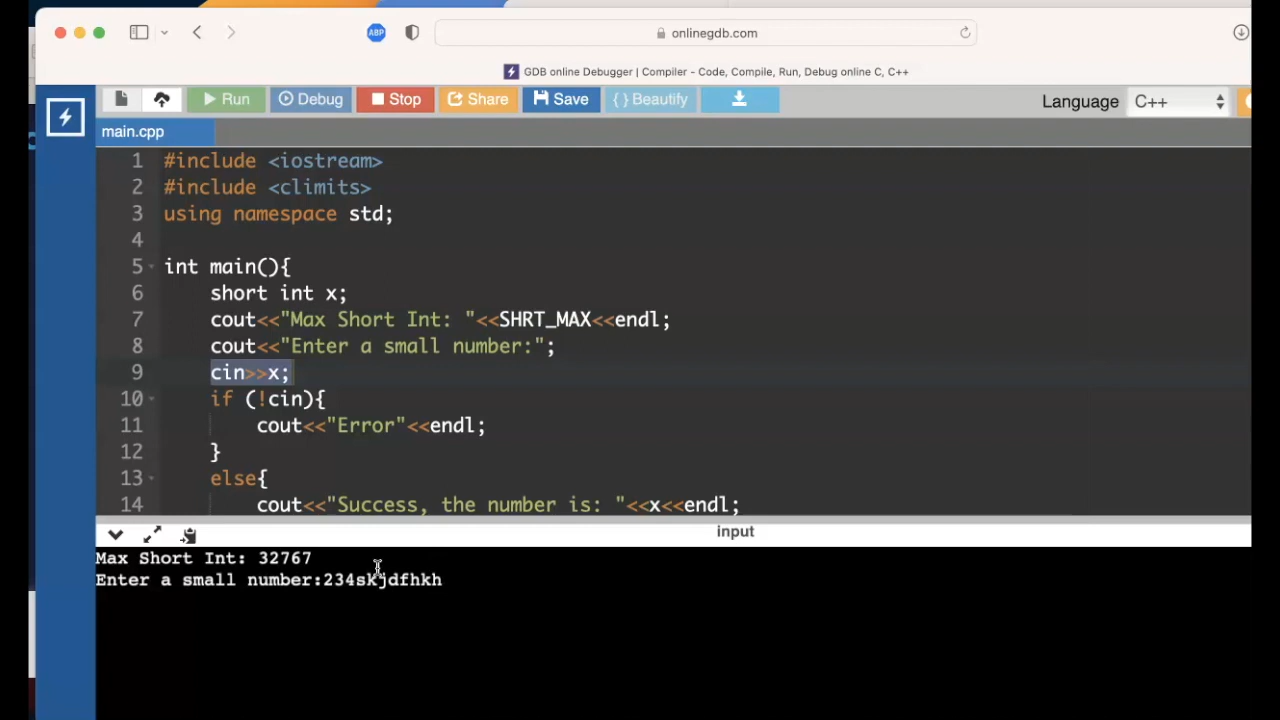 ABP
onlinegdb.com
GDB online Debugger | Compiler - Code, Compile, Run, Debug online C, C++
Run Debug Stop Share Save { } Beautify Language C++
main.cpp
1 #include <iostream>
2 #include <climits>
3 using namespace std;
4
5 int main(){
6 short int x;
7 cout<<"Max Short Int: "<<SHRT_MAX<<endl;
8 cout<<"Enter a small number:";
9 cin>>x;
10 if (!cin){
11 cout<<"Error"<<endl;
12 }
13 else{
14 cout<<"Success, the number is: "<<x<<endl;
input
Max Short Int: 32767
Enter a small number:234skjdfhkh